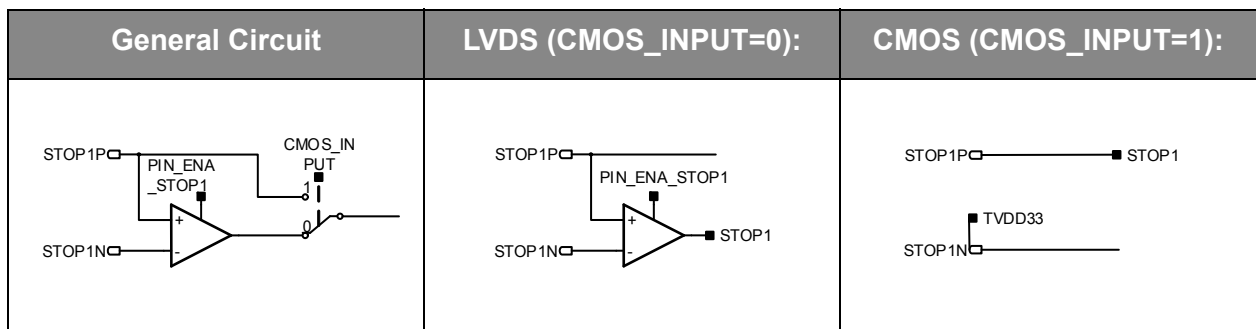 General Circuit
LVDS (CMOS_INPUT=0):
CMOS (CMOS_INPUT=1):
STOP1P
PIN_ENA
_STOP1
CMOS_IN
PUT
1
0
+
-
STOP1N
STOP1P
PIN_ENA_STOP1
+
-
STOP1
STOP1N
STOP1P
STOP1
TVDD33
STOP1N